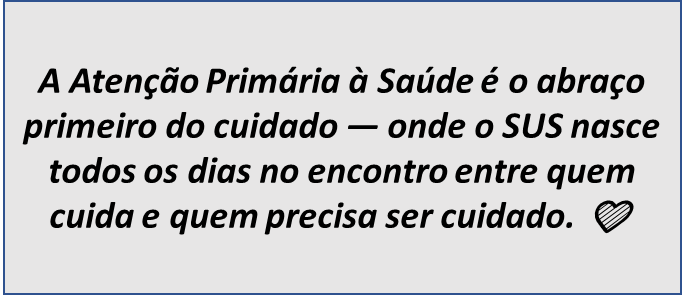 A Atenção Primária à Saúde é o abraço
primeiro do cuidado — onde o SUS nasce
todos os dias no encontro entre quem
cuida e quem precisa ser cuidado.